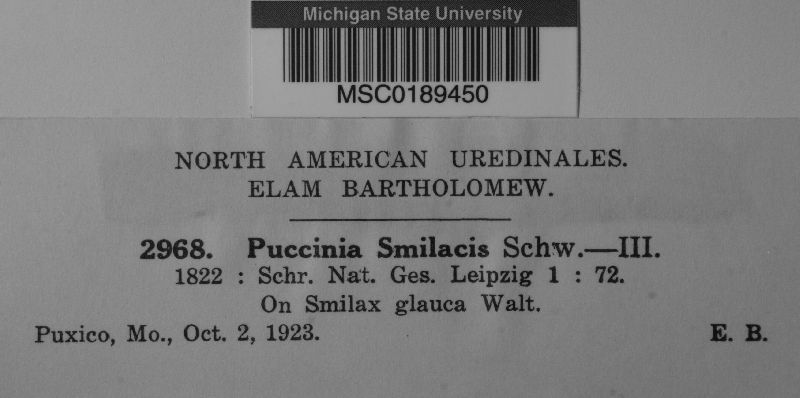 Michigan State University
MSC0189450
NORTH AMERICAN UREDINALES.
ELAM BARTHOLOMEW.
2968. Puccinia Smilacis Schw.—III.
1822 : Schr. Nat. Ges. Leipzig 1 : 72.
On Smilax glauca Walt.
Puxico, Mo., Oct. 2, 1923. E. B.